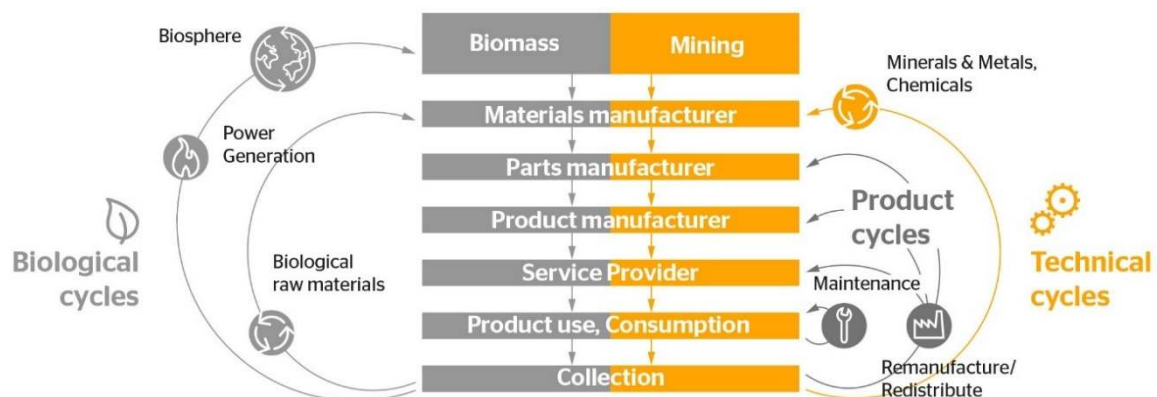 Biosphere
Biomass
Mining
Minerals & Metals,
Chemicals
Materials manufacturer
Power
Generation
Parts manufacturer
Product manufacturer
Product
cycles
Biological
cycles
Technical
cycles
Biological
raw materials
Service Provider
Maintenance
Product use, Consumption
Collection
Remanufacture/
Redistribute